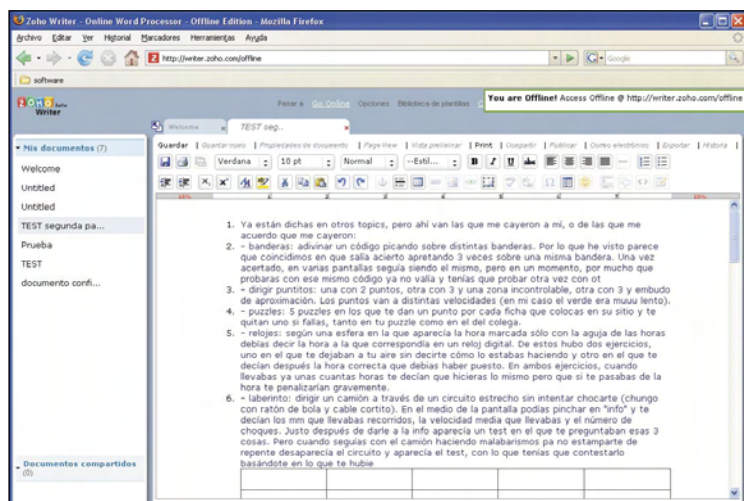 Zoho Writer - Online Word Processor - Offline Edition - Mozilla Firefox
Archivo Editar Ver Historial Marcadores Herramientas Ayuda
http://writer.zoho.com/offline
Google
software
ZOHO Writer
Pasar a Go Online Opciones Biblioteca de plantillas
You are Offline! Access Offline @ http://writer.zoho.com/offline
Welcome
TEST seg..
Mis documentos (7)
Guardar Guardar como Propiedades de documento Page View Vista preliminar Print Compartir Publicar Correo electrónico Exportar Historia
Verdana 10 pt Normal --Estil...
Welcome
Untitled
Untitled
TEST segunda pa...
Prueba
TEST
documento confi...
1. Ya están dichas en otros topics, pero ahí van las que me cayeron a mí, o de las que me
acuerdo que me cayeron:
2. - banderas: adivinar un código picando sobre distintas banderas. Por lo que he visto parece
que coincidimos en que salía acierto apretando 3 veces sobre una misma bandera. Una vez
acertado, en varias pantallas seguía siendo el mismo, pero en un momento, por mucho que
probaras con ese mismo código ya no valía y tenías que probar otra vez con ot
3. - dirigir puntitos: una con 2 puntos, otra con 3 y una zona incontrolable, otra con 3 y embudo
de aproximación. Los puntos van a distintas velocidades (en mi caso el verde era muuu lento).
4. - puzzles: 5 puzzles en los que te dan un punto por cada ficha que colocas en su sitio y te
quitan uno si fallas, tanto en tu puzzle como en el del colega.
5. - relojes: según una esfera en la que aparecía la hora marcada sólo con la aguja de las horas
debías decir la hora a la que correspondía en un reloj digital. De estos hubo dos ejercicios,
uno en el que te dejaban a tu aire sin decirte cómo lo estabas haciendo y otro en el que te
decían después la hora correcta que debias haber puesto. En ambos ejercicios, cuando
llevabas ya unas cuantas horas te decían que hicieras lo mismo pero que si te pasabas de la
hora te penalizarían gravemente.
6. - laberinto: dirigir un camión a través de un circuito estrecho sin intentar chocarte (chungo
con ratón de bola y cable cortito). En el medio de la pantalla podías pinchar en "info" y te
decían los mm que llevabas recorridos, la velocidad media que llevabas y el número de
choques. Justo después de darle a la info aparecía un test en el que te preguntaban esas 3
cosas. Pero cuando seguías con el camión haciendo malabarismos pa no estamparte de
repente desaparecía el circuito y aparecía el test, con lo que tenías que contestarlo
basándote en lo que te hubie
Documentos compartidos
(0)